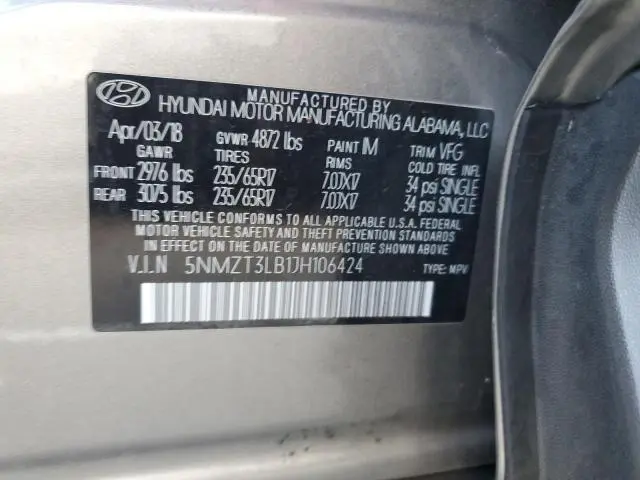 MANUFACTURED BY
HYUNDAI MOTOR MANUFACTURING ALABAMA, LLC
Apr/03/18 GVWR 4872 lbs PAINT IM TRIM VFG
GAWR TIRES RIMS COLD TIRE INFL
FRONT 2976 lbs 235/65R17 7.0JX17 34 psi SINGLE
REAR 3075 lbs 235/65R17 7.0JX17 34 psi SINGLE
THIS VEHICLE CONFORMS TO ALL APPLICABLE U.S.A. FEDERAL
MOTOR VEHICLE SAFETY STANDARDS IN EFFECT ON THE
DATE OF MANUFACTURE SHOWN ABOVE.
V.I.N 5NMZT3LB1JH106424 TYPE: MPV